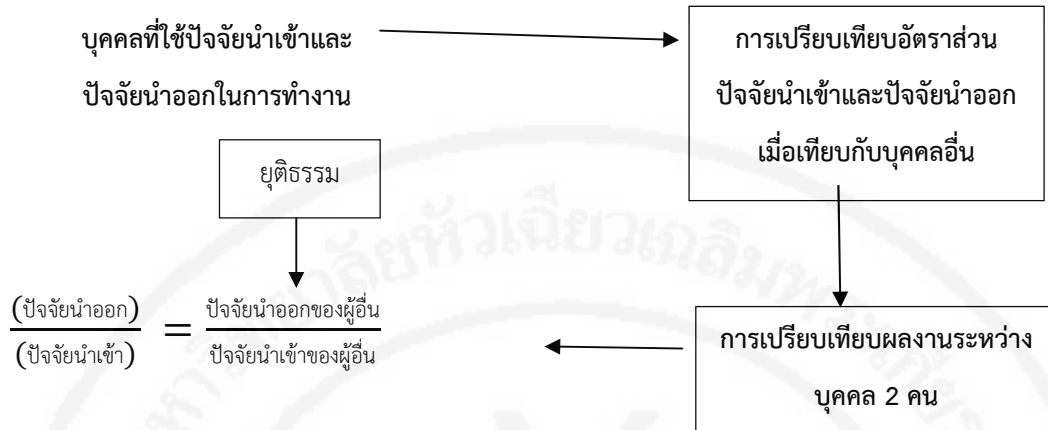 บุคคลที่ใช้ปัจจัยนำเข้าและ
ปัจจัยนำออกในการทำงาน
การเปรียบเทียบอัตราส่วน
ปัจจัยนำเข้าและปัจจัยนำออก
เมื่อเทียบกับบุคคลอื่น
ยุติธรรม
(ปัจจัยนำออก)
(ปัจจัยนำเข้า)
=
ปัจจัยนำออกของผู้อื่น
ปัจจัยนำเข้าของผู้อื่น
การเปรียบเทียบผลงานระหว่าง
บุคคล 2 คน